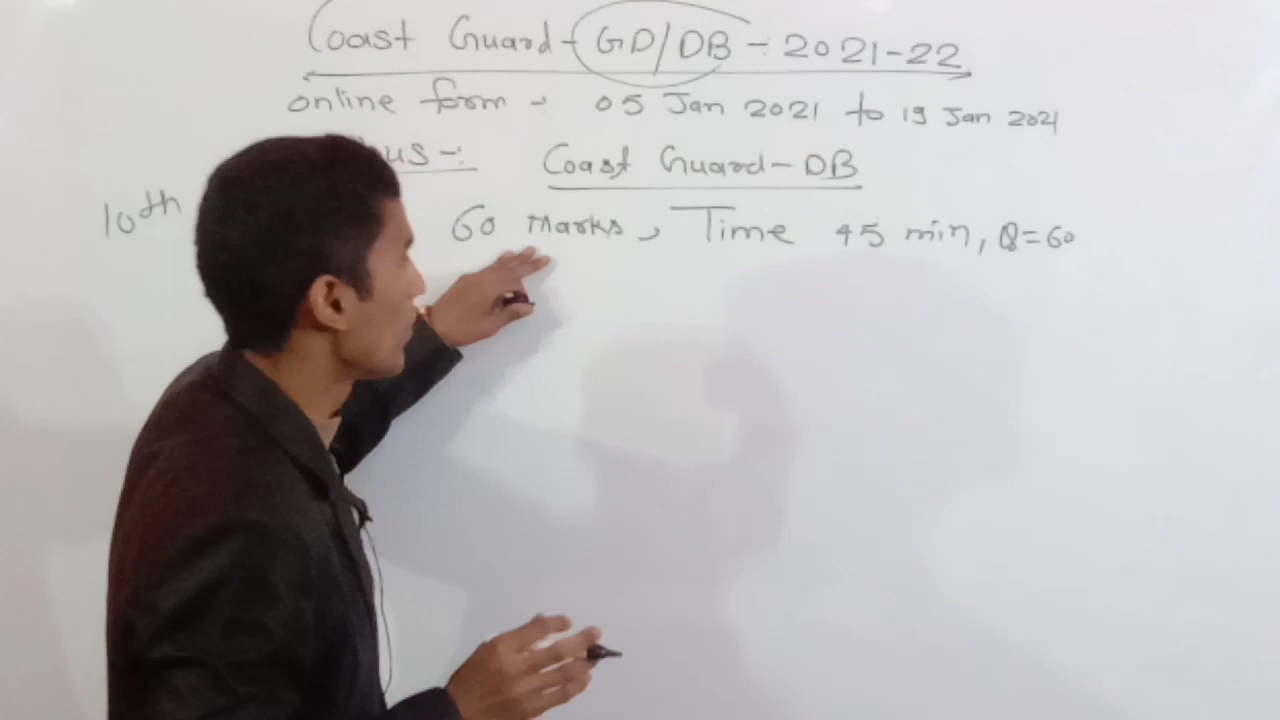 Coast Guard - GD/DB - 2021-22
online form - 05 Jan 2021 to 19 Jan 2021
Coast Guard - DB
10th 60 Marks, Time 45 min, Q=60